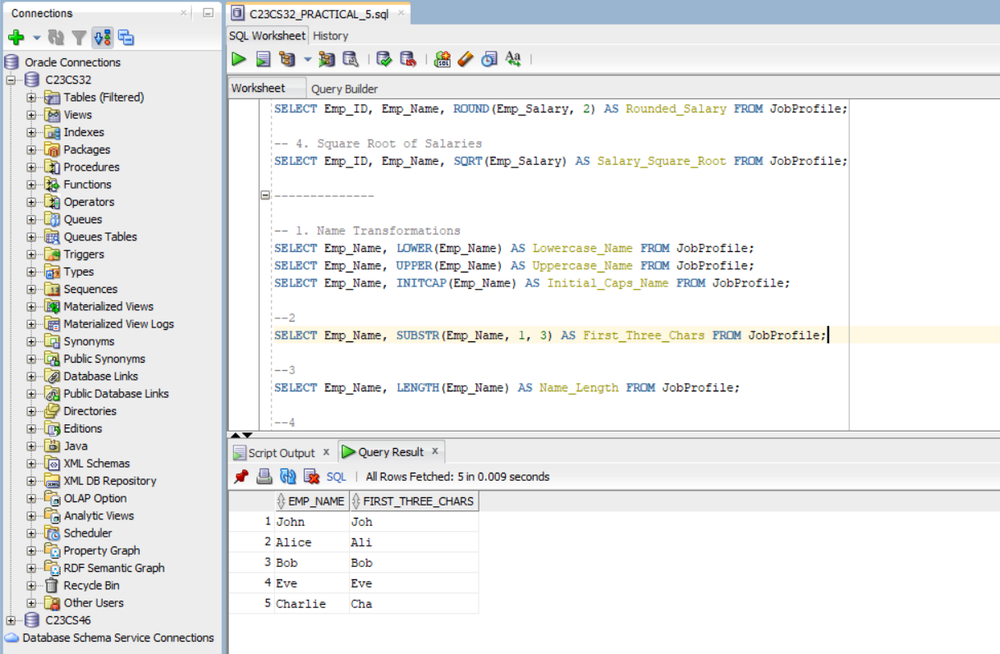 Connections
Oracle Connections
C23CS32
Tables (Filtered)
Views
Indexes
Packages
Procedures
Functions
Operators
Queues
Queues Tables
Triggers
Types
Sequences
Materialized Views
Materialized View Logs
Synonyms
Public Synonyms
Database Links
Public Database Links
Directories
Editions
Java
XML Schemas
XML DB Repository
OLAP Option
Analytic Views
Scheduler
Property Graph
RDF Semantic Graph
Recycle Bin
Other Users
C23CS46
Database Schema Service Connections
C23CS32_PRACTICAL_5.sql
SQL Worksheet History
Worksheet Query Builder
SELECT Emp_ID, Emp_Name, ROUND(Emp_Salary, 2) AS Rounded_Salary FROM JobProfile;
-- 4. Square Root of Salaries
SELECT Emp_ID, Emp_Name, SQRT(Emp_Salary) AS Salary_Square_Root FROM JobProfile;
--------------
-- 1. Name Transformations
SELECT Emp_Name, LOWER(Emp_Name) AS Lowercase_Name FROM JobProfile;
SELECT Emp_Name, UPPER(Emp_Name) AS Uppercase_Name FROM JobProfile;
SELECT Emp_Name, INITCAP(Emp_Name) AS Initial_Caps_Name FROM JobProfile;
--2
SELECT Emp_Name, SUBSTR(Emp_Name, 1, 3) AS First_Three_Chars FROM JobProfile;
--3
SELECT Emp_Name, LENGTH(Emp_Name) AS Name_Length FROM JobProfile;
--4
Script Output x Query Result x
SQL | All Rows Fetched: 5 in 0.009 seconds
EMP_NAME FIRST_THREE_CHARS
1 John Joh
2 Alice Ali
3 Bob Bob
4 Eve Eve
5 Charlie Cha